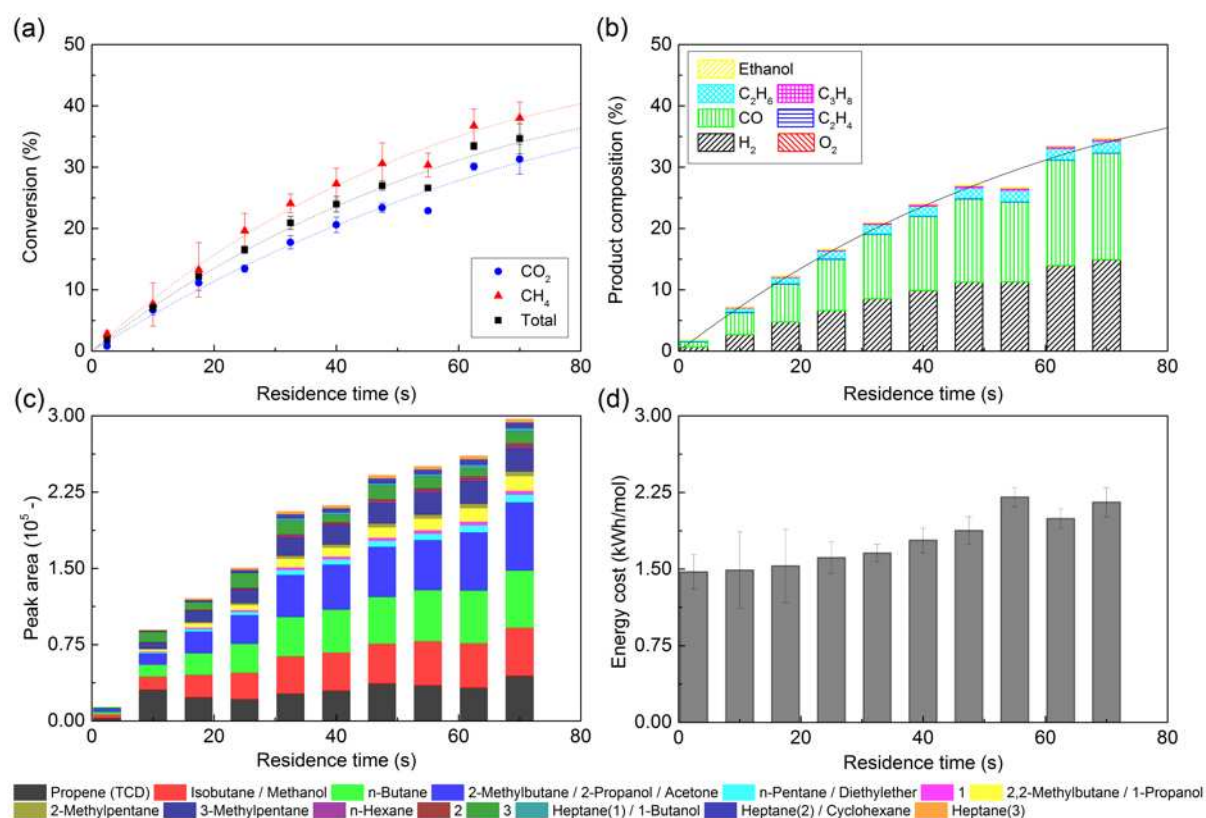 (a)
50
40
30
20
10
0
Conversion (%)
CO2
CH4
Total
0 20 40 60 80
Residence time (s)
(b)
50
40
30
20
10
0
Product composition (%)
Ethanol
C2H6 C3H8
CO C2H4
H2 O2
0 20 40 60 80
Residence time (s)
(c)
3.00
2.25
1.50
0.75
0.00
Peak area (10^5 -)
0 20 40 60 80
Residence time (s)
(d)
3.00
2.25
1.50
0.75
0.00
Energy cost (kWh/mol)
0 20 40 60 80
Residence time (s)
Propene (TCD) Isobutane / Methanol n-Butane 2-Methylbutane / 2-Propanol / Acetone n-Pentane / Diethylether 1 2,2-Methylbutane / 1-Propanol
2-Methylpentane 3-Methylpentane n-Hexane 2 3 Heptane(1) / 1-Butanol Heptane(2) / Cyclohexane Heptane(3)